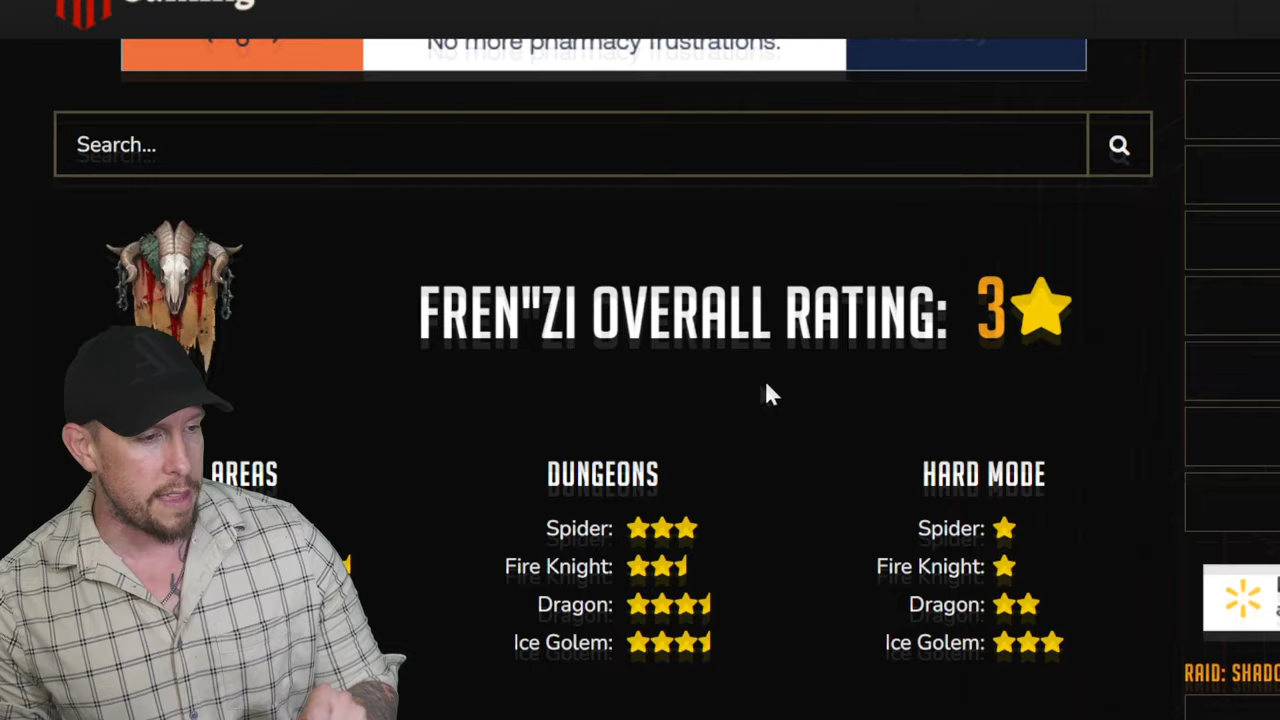 No more pharmacy frustrations.
Search...
FREN"ZI OVERALL RATING: 3
AREAS
DUNGEONS
HARD MODE
Spider:
Fire Knight:
Dragon:
Ice Golem:
Spider:
Fire Knight:
Dragon:
Ice Golem:
RAID: